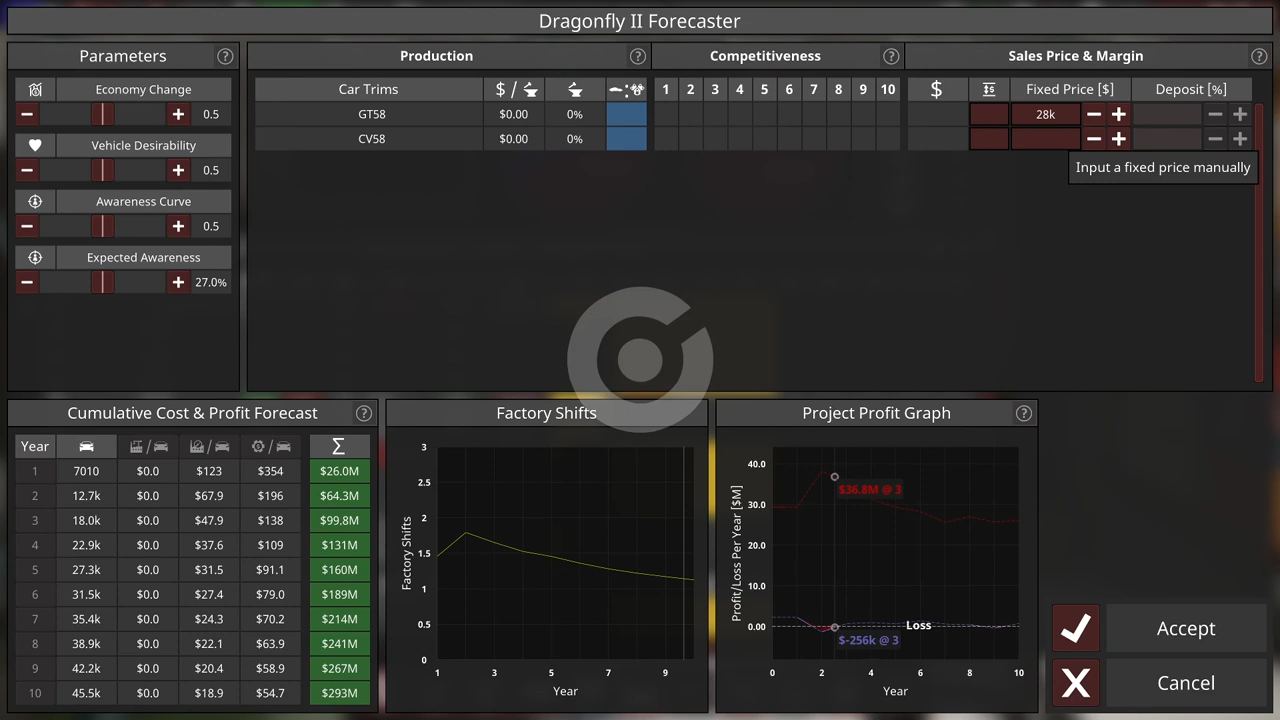 Dragonfly II Forecaster
Parameters ?
Economy Change
− + 0.5
Vehicle Desirability
− + 0.5
Awareness Curve
− + 0.5
Expected Awareness
− + 27.0%
Production ? Competitiveness ? Sales Price & Margin ?
Car Trims $ / 1 2 3 4 5 6 7 8 9 10 $ Fixed Price [$] Deposit [%]
GT58 $0.00 0% 28k − + − +
CV58 $0.00 0% − + − +
Input a fixed price manually
Cumulative Cost & Profit Forecast ?
Year / / / Σ
1 7010 $0.0 $123 $354 $26.0M
2 12.7k $0.0 $67.9 $196 $64.3M
3 18.0k $0.0 $47.9 $138 $99.8M
4 22.9k $0.0 $37.6 $109 $131M
5 27.3k $0.0 $31.5 $91.1 $160M
6 31.5k $0.0 $27.4 $79.0 $189M
7 35.4k $0.0 $24.3 $70.2 $214M
8 38.9k $0.0 $22.1 $63.9 $241M
9 42.2k $0.0 $20.4 $58.9 $267M
10 45.5k $0.0 $18.9 $54.7 $293M
Factory Shifts
Factory Shifts
3
2.5
2
1.5
1
0.5
0
1 3 5 7 9
Year
Project Profit Graph ?
Profit/Loss Per Year [$M]
40.0
30.0
20.0
10.0
0.00
$36.8M @ 3
Loss
$-256k @ 3
0 2 4 6 8 10
Year
Accept
Cancel